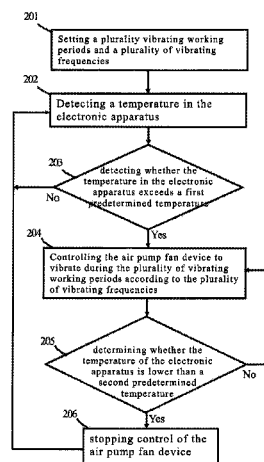 201
Setting a plurality vibrating working
periods and a plurality of vibrating
frequencies
202
Detecting a temperature in the
electronic apparatus
203
detecting whether the
temperature in the electronic
apparatus exceeds a first
predetermined temperature
No
Yes
204
Controlling the air pump fan device to
vibrate during the plurality of vibrating
working periods according to the plurality
of vibrating frequencies
205
determining whether the
temperature of the electronic
apparatus is lower than a
second predetermined
temperature
No
Yes
206
stopping control of the
air pump fan device